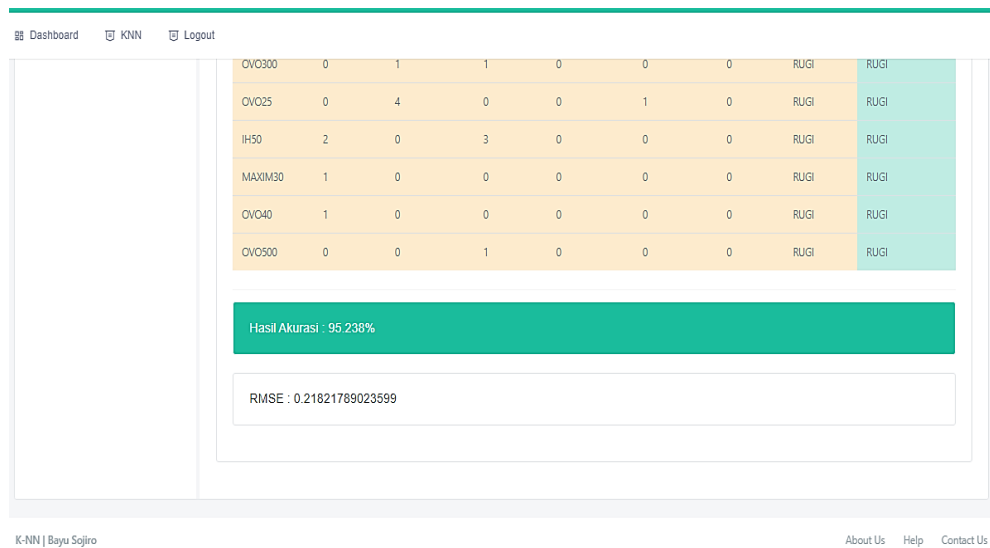 Dashboard KNN Logout
OVO300 0 1 1 0 0 0 RUGI RUGI
OVO25 0 4 0 0 1 0 RUGI RUGI
IH50 2 0 3 0 0 0 RUGI RUGI
MAXIM30 1 0 0 0 0 0 RUGI RUGI
OVO40 1 0 0 0 0 0 RUGI RUGI
OVO500 0 0 1 0 0 0 RUGI RUGI
Hasil Akurasi : 95.238%
RMSE : 0.21821789023599
K-NN | Bayu Sojiro About Us Help Contact Us